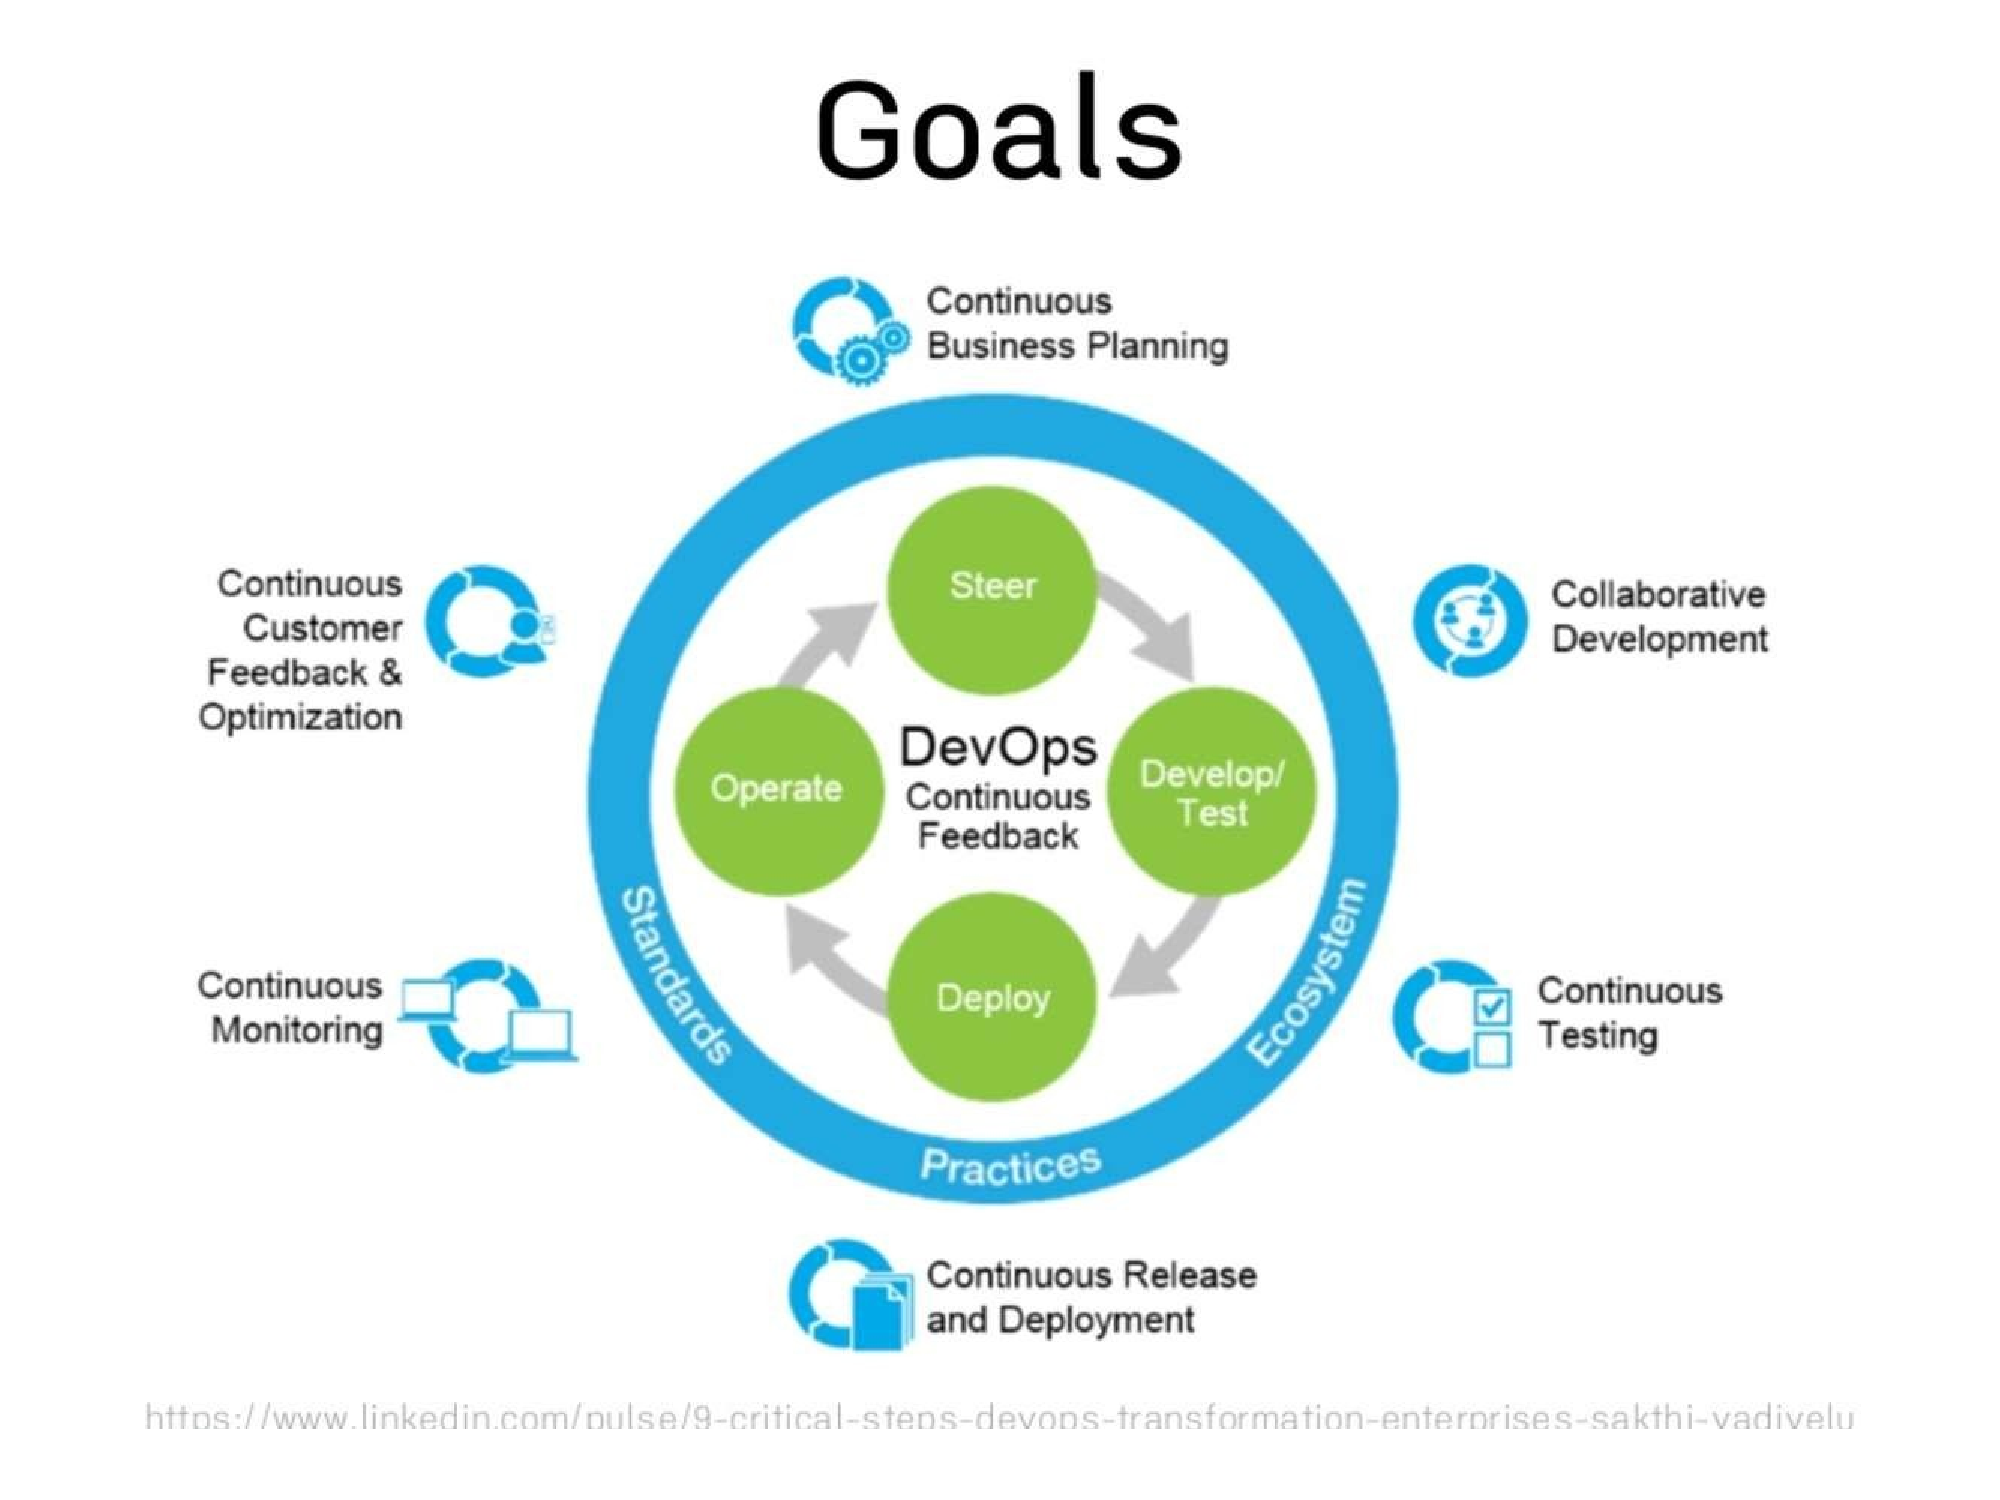 Goals
Continuous
Business Planning
Continuous
Customer
Feedback &
Optimization
Steer
Collaborative
Development
DevOps
Continuous
Feedback
Operate
Develop/
Test
Deploy
Standards
Practices
Ecosystem
Continuous
Monitoring
Continuous
Testing
Continuous Release
and Deployment
https://www.linkedin.com/pulse/9-critical-steps-devops-transformation-enterprises-sakthi-vadivelu